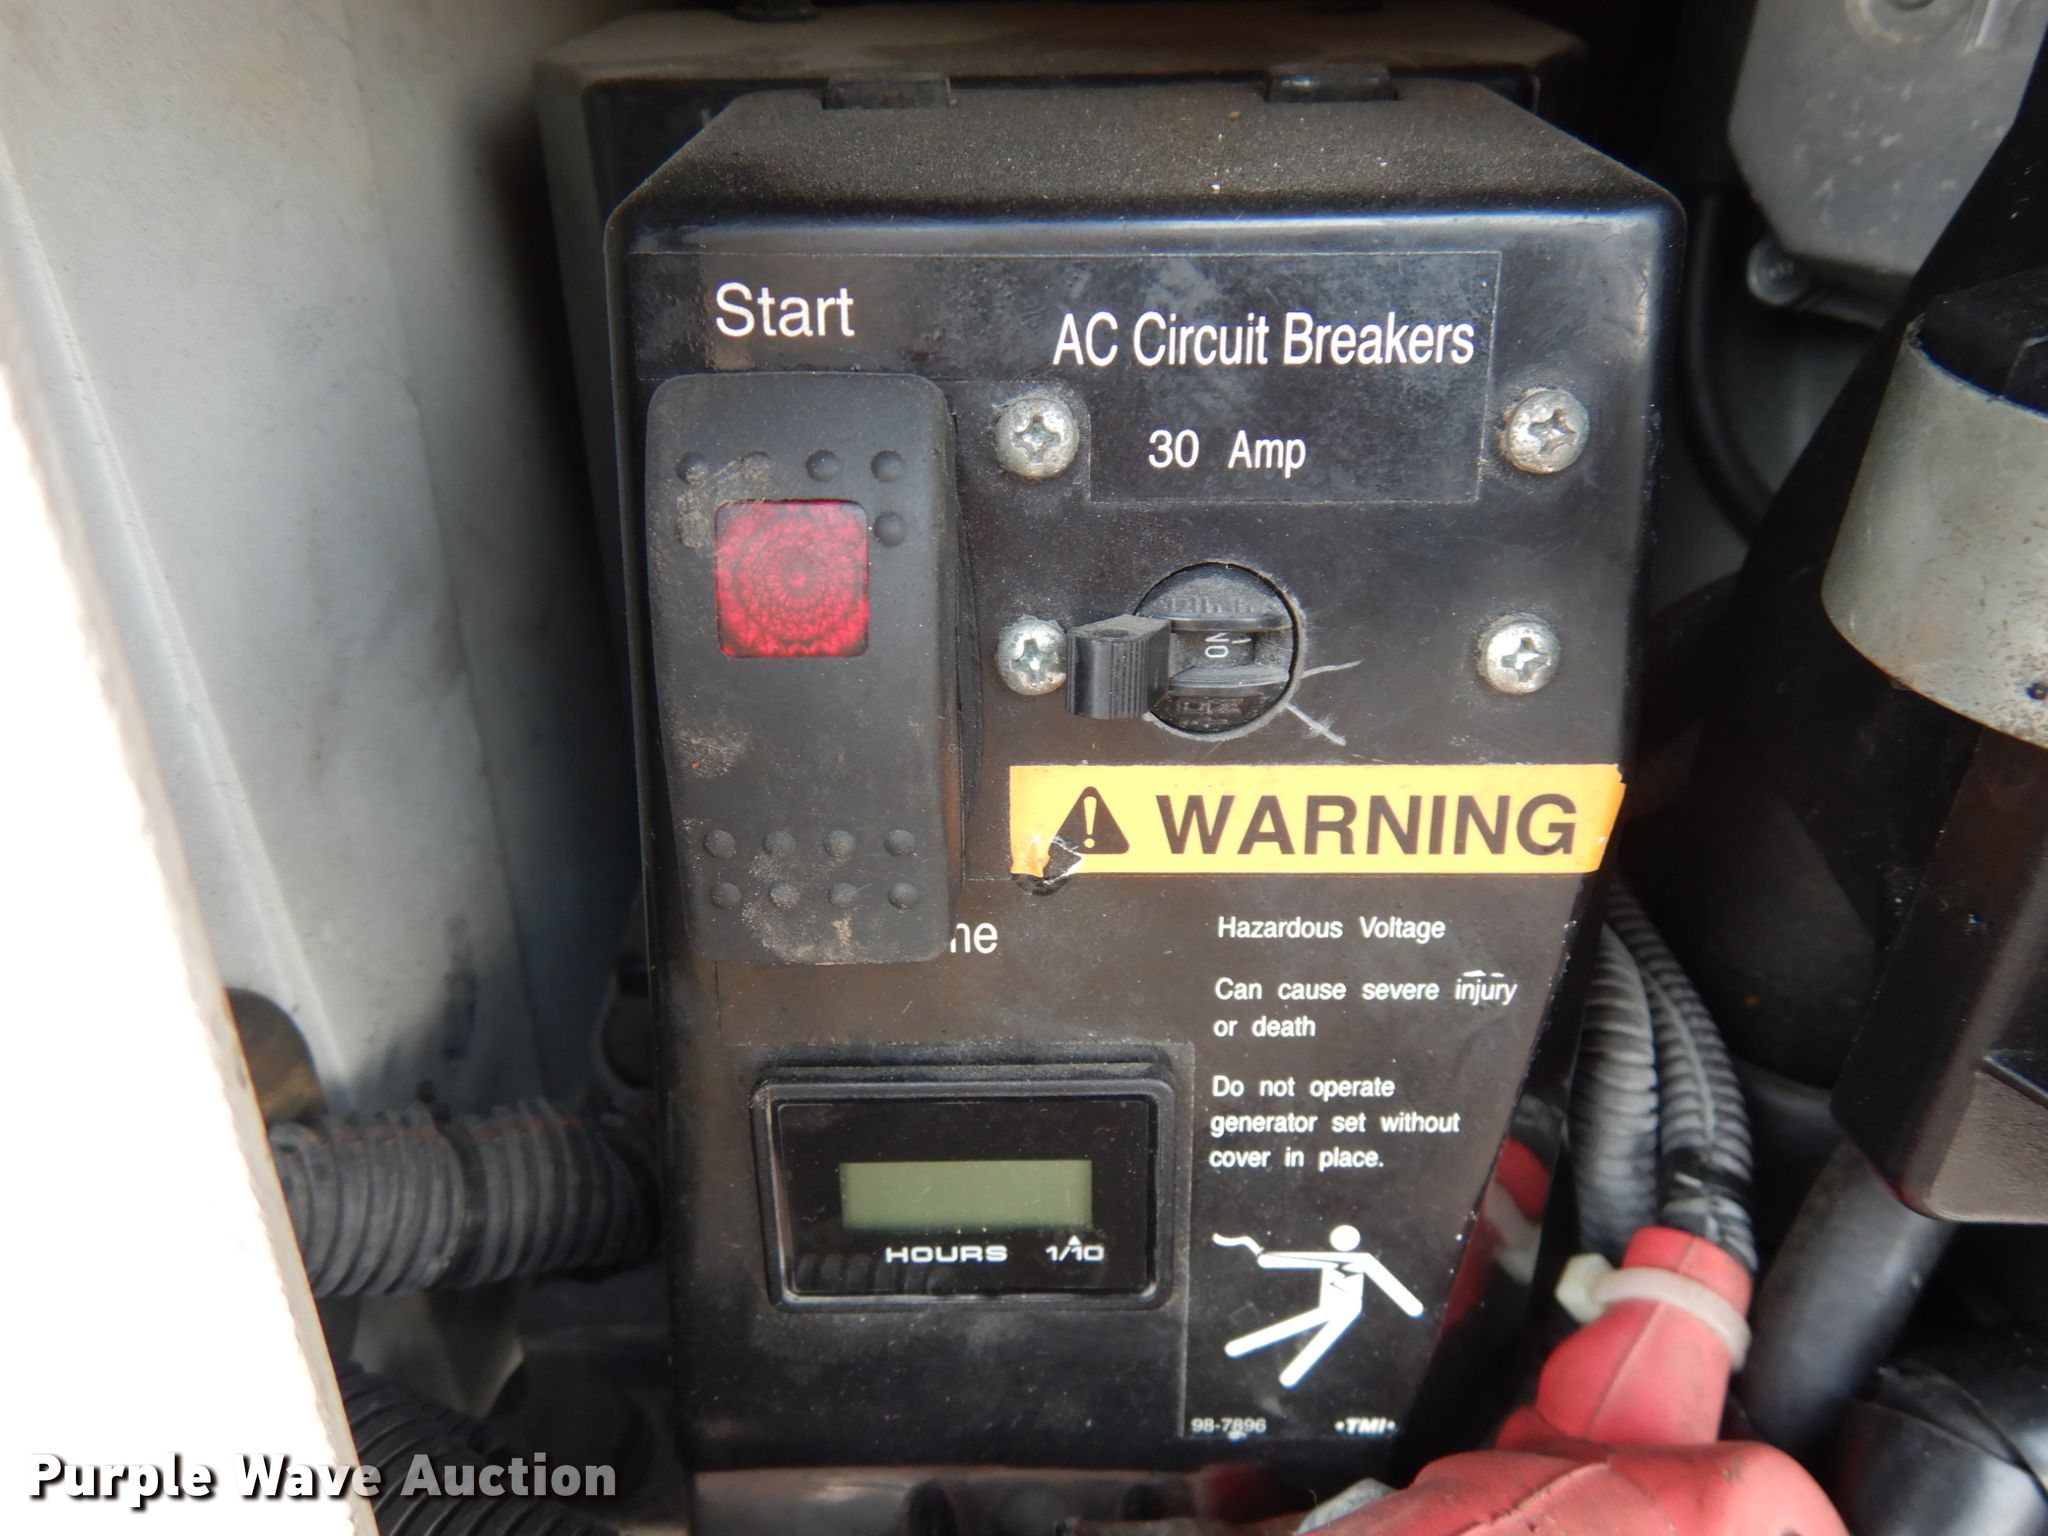 Start
AC Circuit Breakers
30 Amp
ON
WARNING
ne
Hazardous Voltage
Can cause severe injury
or death
Do not operate
generator set without
cover in place.
HOURS 1/10
98-7896 •TMI•
Purple Wave Auction